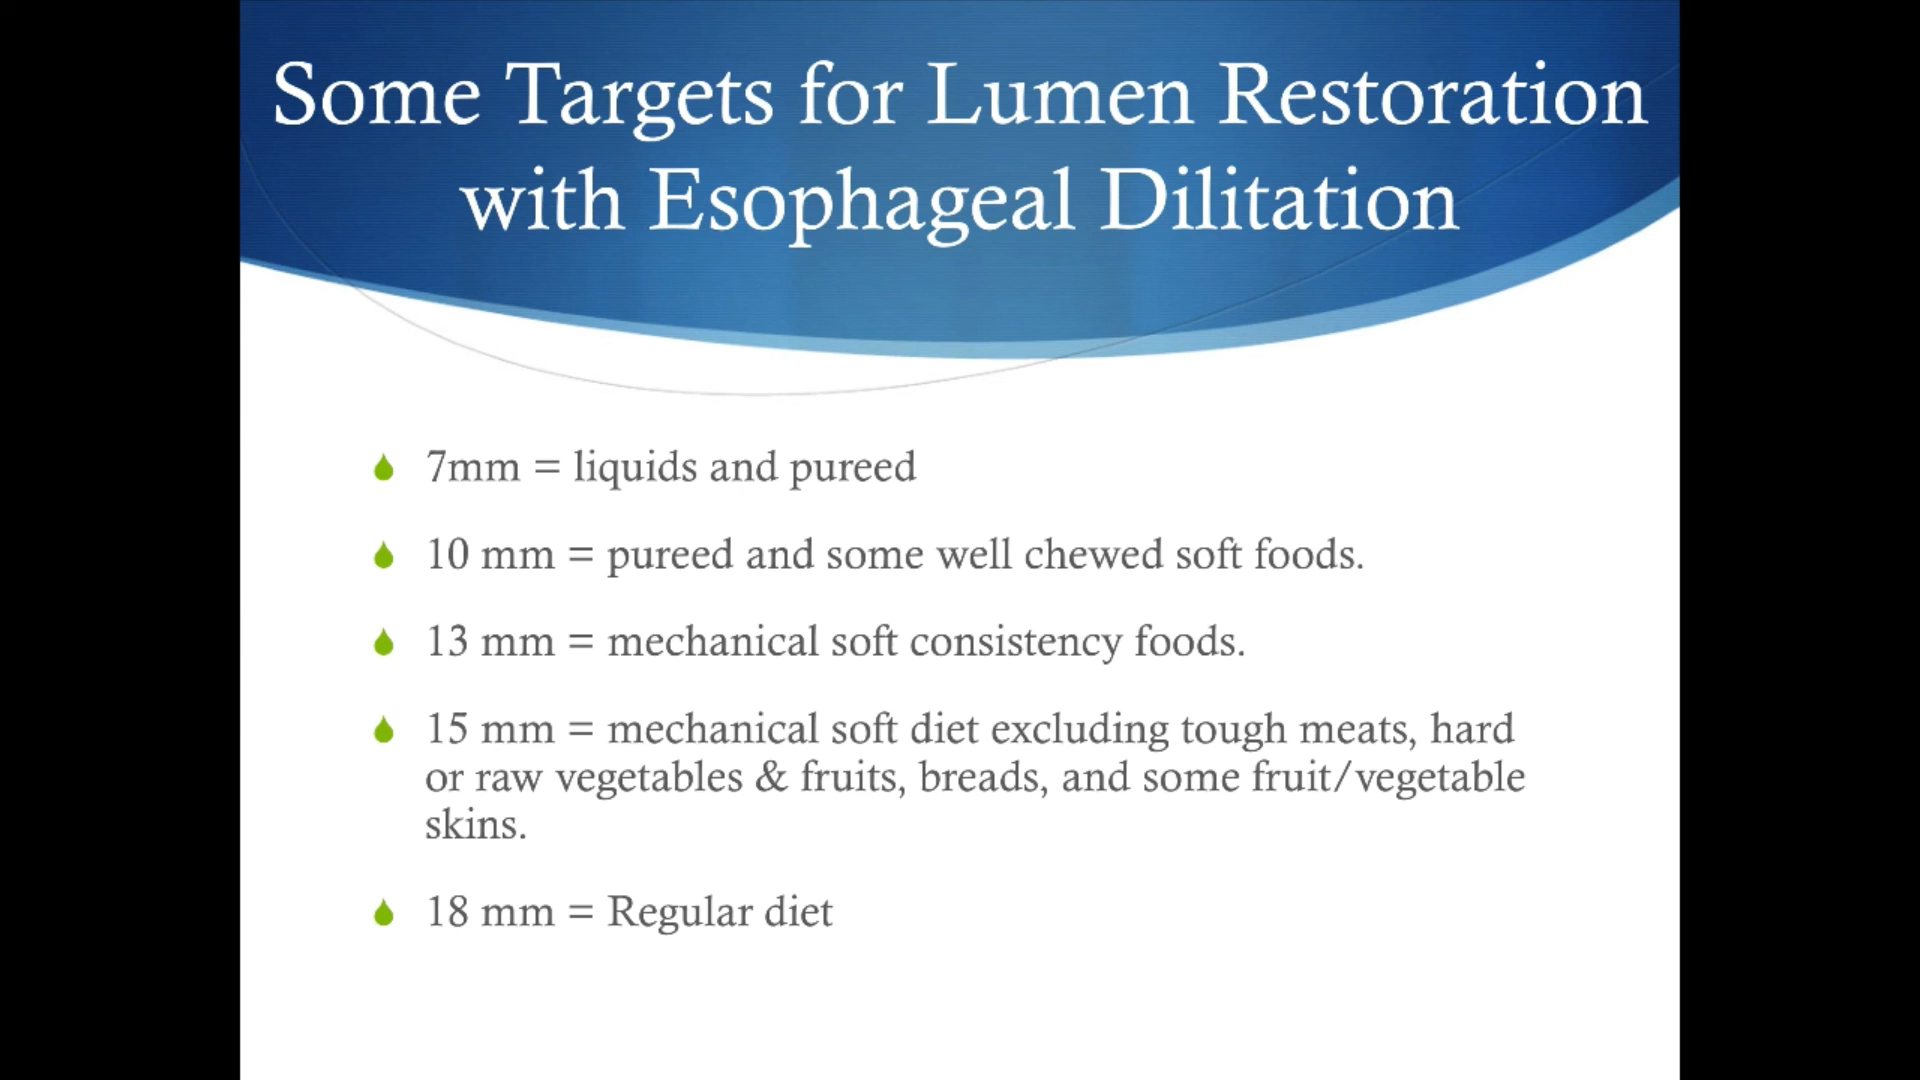 Some Targets for Lumen Restoration
with Esophageal Dilitation
7mm = liquids and pureed
10 mm = pureed and some well chewed soft foods.
13 mm = mechanical soft consistency foods.
15 mm = mechanical soft diet excluding tough meats, hard
or raw vegetables & fruits, breads, and some fruit/vegetable
skins.
18 mm = Regular diet